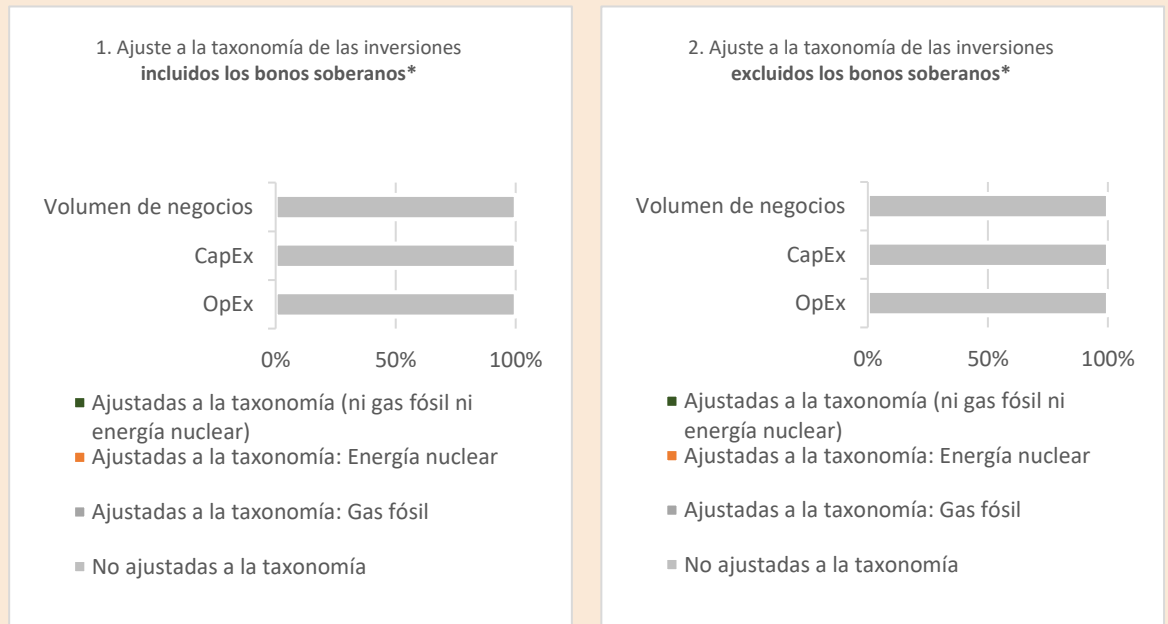 1. Ajuste a la taxonomía de las inversiones
incluidos los bonos soberanos*
Volumen de negocios
CapEx
OpEx
0%
50%
100%
Ajustadas a la taxonomía (ni gas fósil ni
energía nuclear)
Ajustadas a la taxonomía: Energía nuclear
Ajustadas a la taxonomía: Gas fósil
No ajustadas a la taxonomía
2. Ajuste a la taxonomía de las inversiones
excluidos los bonos soberanos*
Volumen de negocios
CapEx
OpEx
0%
50%
100%
Ajustadas a la taxonomía (ni gas fósil ni
energía nuclear)
Ajustadas a la taxonomía: Energía nuclear
Ajustadas a la taxonomía: Gas fósil
No ajustadas a la taxonomía